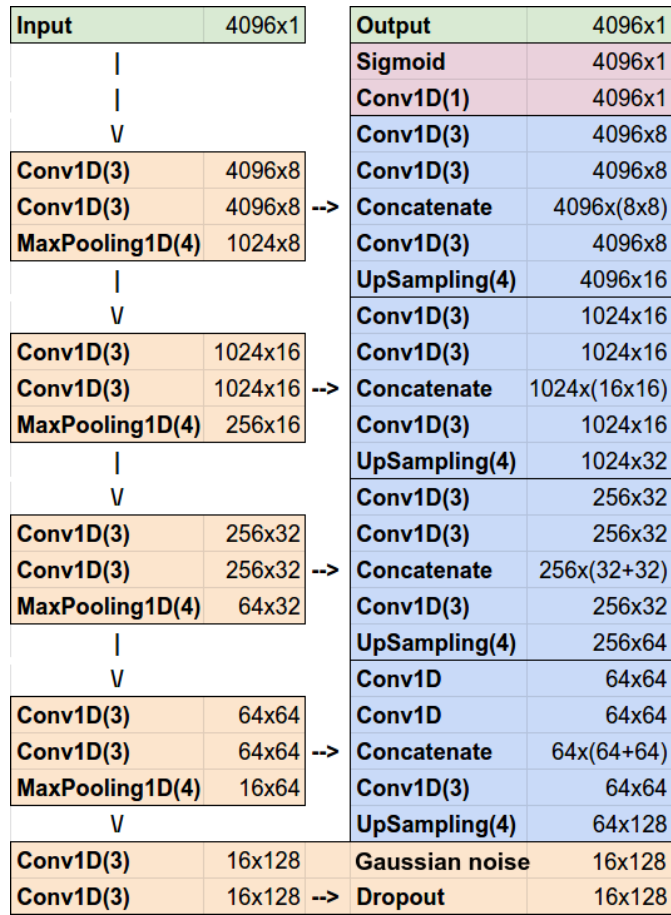 Input 4096x1 Output 4096x1
| Sigmoid 4096x1
| Conv1D(1) 4096x1
\/ Conv1D(3) 4096x8
Conv1D(3) 4096x8 Conv1D(3) 4096x8
Conv1D(3) 4096x8 --> Concatenate 4096x(8x8)
MaxPooling1D(4) 1024x8 Conv1D(3) 4096x8
| UpSampling(4) 4096x16
\/ Conv1D(3) 1024x16
Conv1D(3) 1024x16 Conv1D(3) 1024x16
Conv1D(3) 1024x16 --> Concatenate 1024x(16x16)
MaxPooling1D(4) 256x16 Conv1D(3) 1024x16
| UpSampling(4) 1024x32
\/ Conv1D(3) 256x32
Conv1D(3) 256x32 Conv1D(3) 256x32
Conv1D(3) 256x32 --> Concatenate 256x(32+32)
MaxPooling1D(4) 64x32 Conv1D(3) 256x32
| UpSampling(4) 256x64
\/ Conv1D 64x64
Conv1D(3) 64x64 Conv1D 64x64
Conv1D(3) 64x64 --> Concatenate 64x(64+64)
MaxPooling1D(4) 16x64 Conv1D(3) 64x64
\/ UpSampling(4) 64x128
Conv1D(3) 16x128 Gaussian noise 16x128
Conv1D(3) 16x128 --> Dropout 16x128